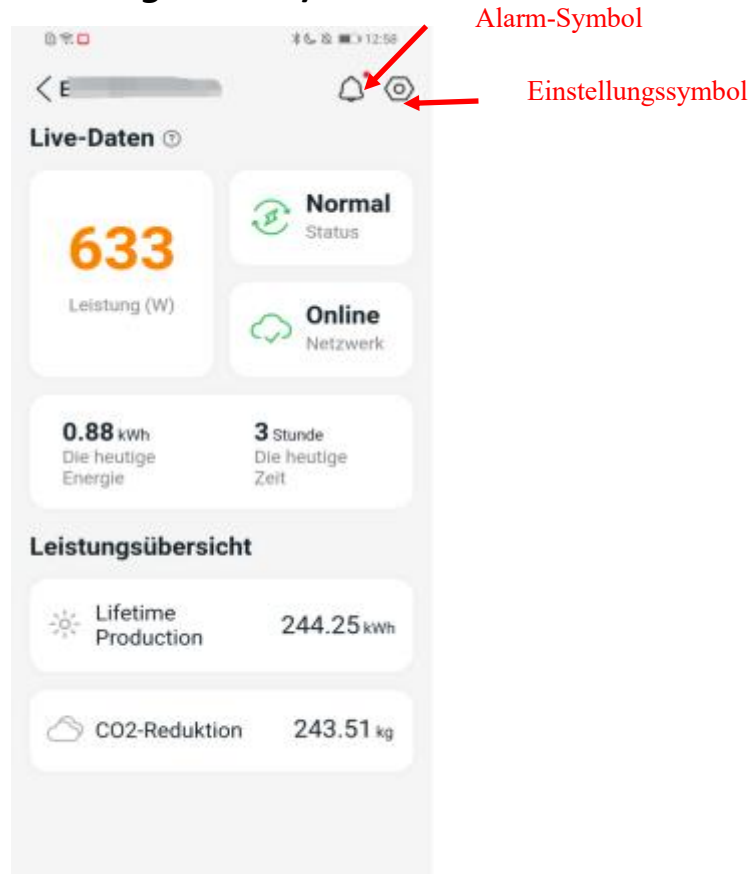 Alarm-Symbol
12:58
E
Einstellungssymbol
Live-Daten
633
Leistung (W)
Normal
Status
Online
Netzwerk
0.88 kWh
Die heutige
Energie
3 Stunde
Die heutige
Zeit
Leistungsübersicht
Lifetime
Production
244.25 kWh
CO2-Reduktion
243.51 kg